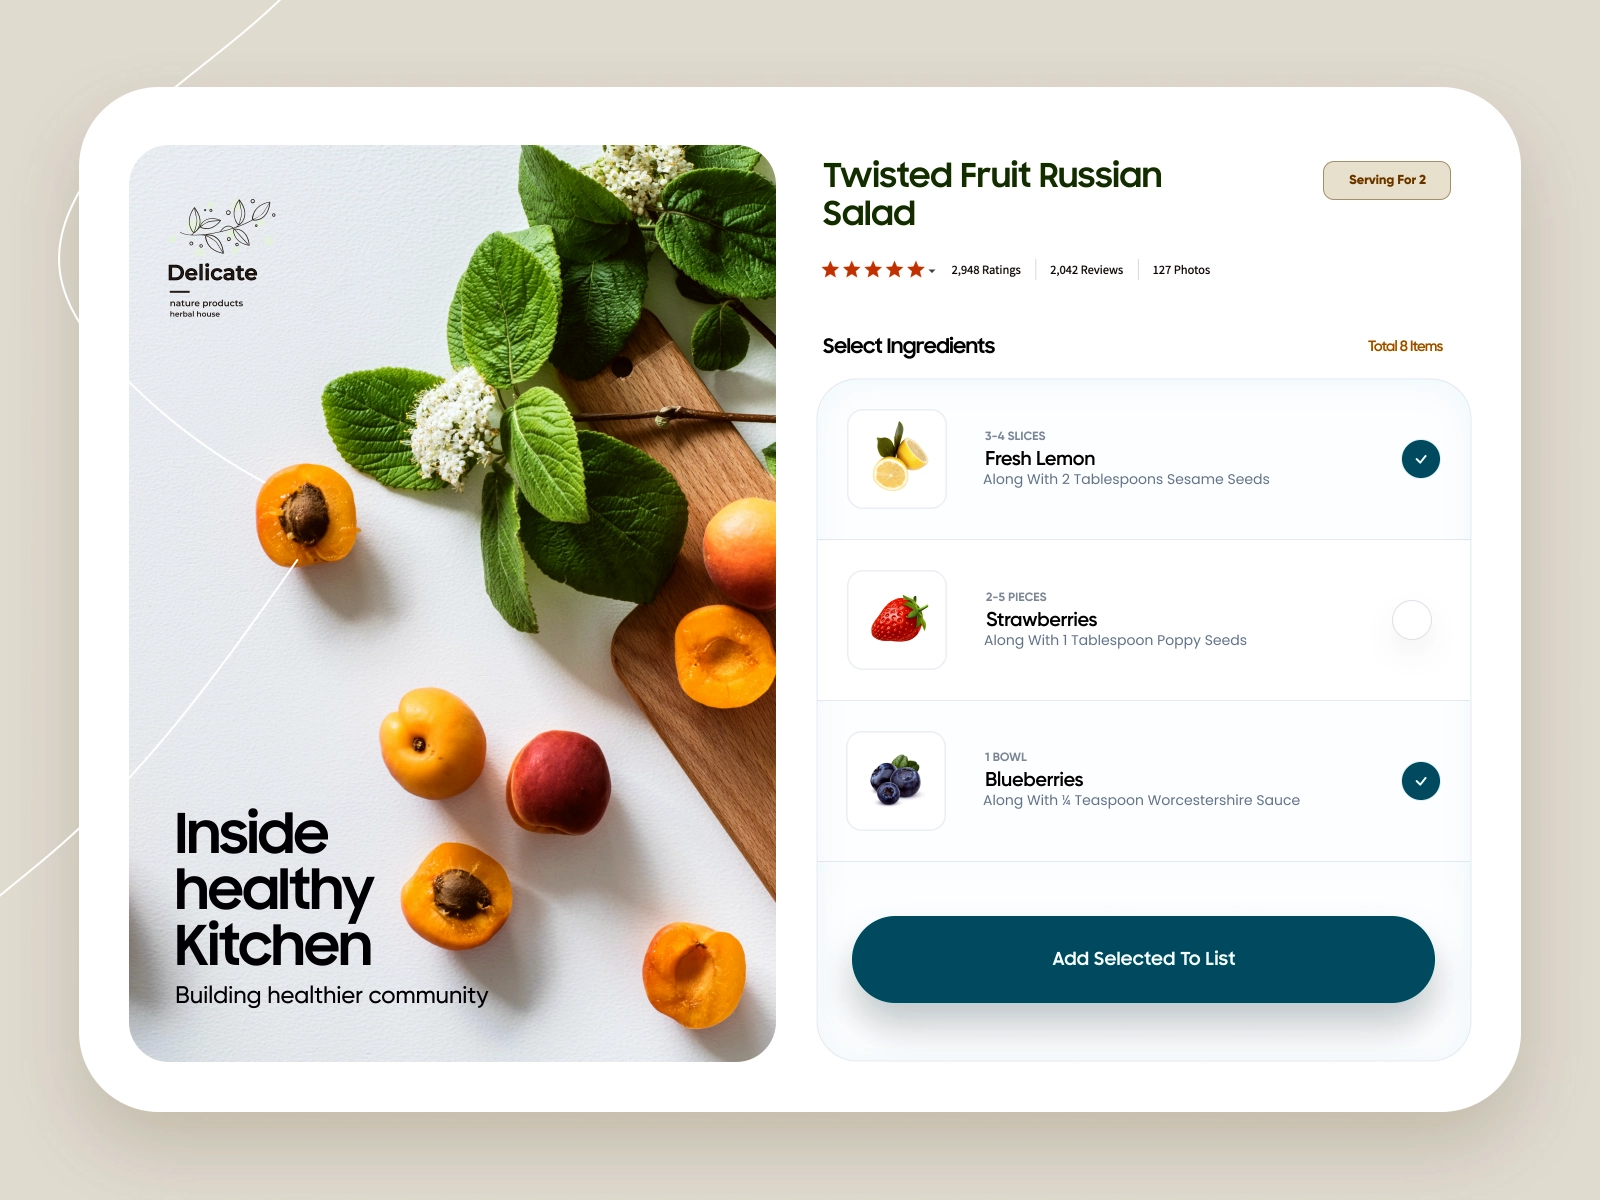 Delicate
nature products
herbal house
Inside
healthy
Kitchen
Building healthier community
Twisted Fruit Russian
Salad
Serving For 2
2,948 Ratings
2,042 Reviews
127 Photos
Select Ingredients
Total 8 Items
3-4 SLICES
Fresh Lemon
Along With 2 Tablespoons Sesame Seeds
2-5 PIECES
Strawberries
Along With 1 Tablespoon Poppy Seeds
1 BOWL
Blueberries
Along With ¼ Teaspoon Worcestershire Sauce
Add Selected To List